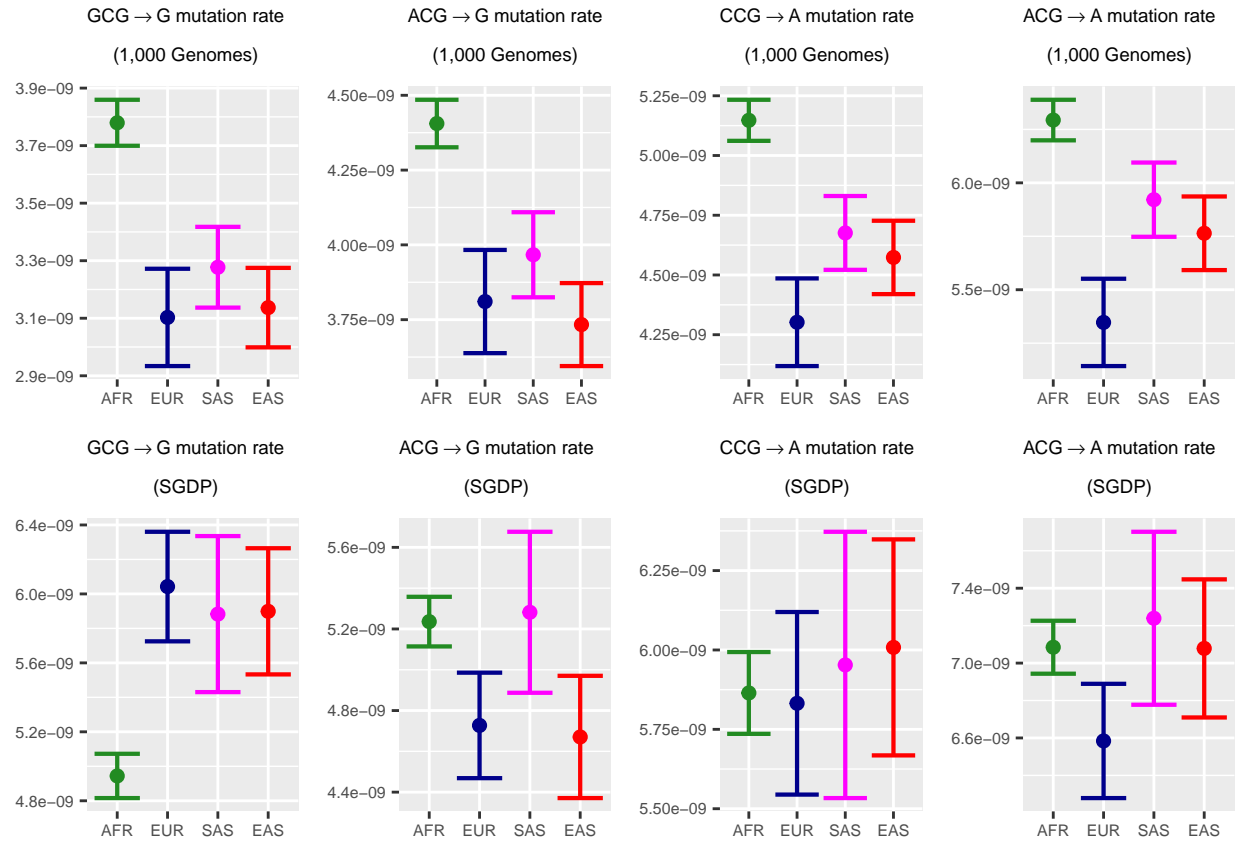 GCG → G mutation rate
(1,000 Genomes)
3.9e−09
3.7e−09
3.5e−09
3.3e−09
3.1e−09
2.9e−09
AFR EUR SAS EAS
ACG → G mutation rate
(1,000 Genomes)
4.50e−09
4.25e−09
4.00e−09
3.75e−09
AFR EUR SAS EAS
CCG → A mutation rate
(1,000 Genomes)
5.25e−09
5.00e−09
4.75e−09
4.50e−09
4.25e−09
AFR EUR SAS EAS
ACG → A mutation rate
(1,000 Genomes)
6.0e−09
5.5e−09
AFR EUR SAS EAS
GCG → G mutation rate
(SGDP)
6.4e−09
6.0e−09
5.6e−09
5.2e−09
4.8e−09
AFR EUR SAS EAS
ACG → G mutation rate
(SGDP)
5.6e−09
5.2e−09
4.8e−09
4.4e−09
AFR EUR SAS EAS
CCG → A mutation rate
(SGDP)
6.25e−09
6.00e−09
5.75e−09
5.50e−09
AFR EUR SAS EAS
ACG → A mutation rate
(SGDP)
7.4e−09
7.0e−09
6.6e−09
AFR EUR SAS EAS